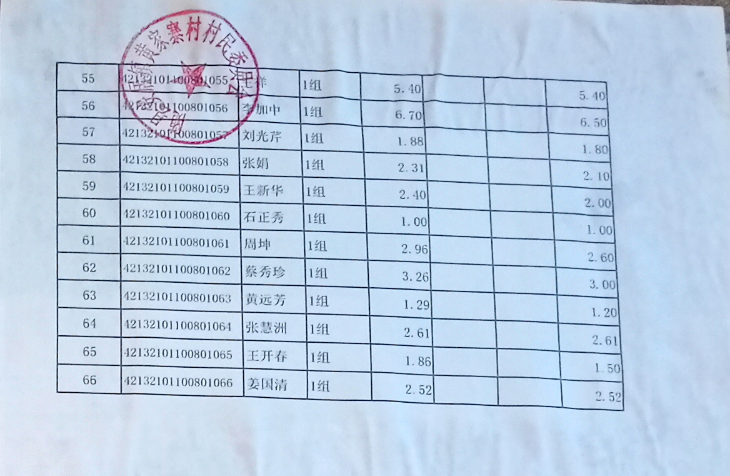 黄家寨村村民委员会
55 42132101100801055 王祥 1组 5.40 5.40
56 42132101100801056 李加中 1组 6.70 6.50
57 42132101100801057 刘光芹 1组 1.88 1.80
58 42132101100801058 张娟 1组 2.31 2.10
59 42132101100801059 王新华 1组 2.40 2.00
60 42132101100801060 石正秀 1组 1.00 1.00
61 42132101100801061 周坤 1组 2.96 2.60
62 42132101100801062 蔡秀珍 1组 3.26 3.00
63 42132101100801063 黄远芳 1组 1.29 1.20
64 42132101100801064 张慧洲 1组 2.61 2.61
65 42132101100801065 王开春 1组 1.86 1.50
66 42132101100801066 姜国清 1组 2.52 2.52